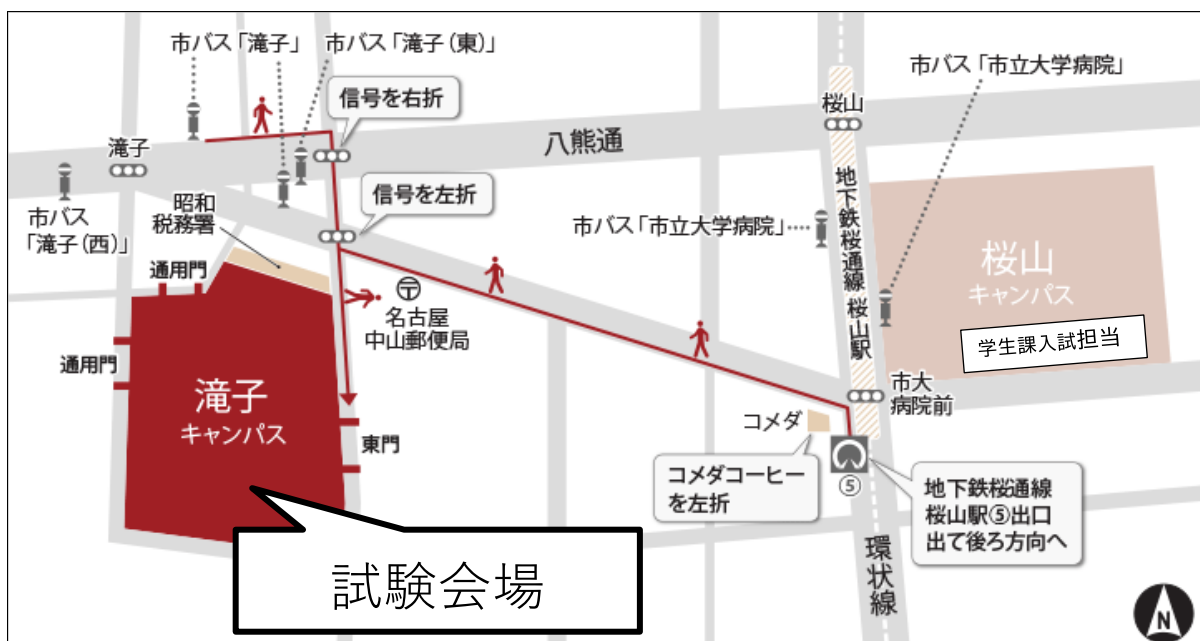 市バス「滝子」
市バス「滝子（東）」
市バス「市立大学病院」
信号を右折
桜山
滝子
八熊通
地下鉄桜通線 桜山駅
昭和
税務署
信号を左折
市バス
「滝子（西）」
市バス「市立大学病院」
桜山
キャンパス
通用門
〒
名古屋
中山郵便局
学生課入試担当
通用門
滝子
キャンパス
市大
病院前
コメダ
東門
コメダコーヒー
を左折
⑤
地下鉄桜通線
桜山駅⑤出口
出て後ろ方向へ
環状線
試験会場
N